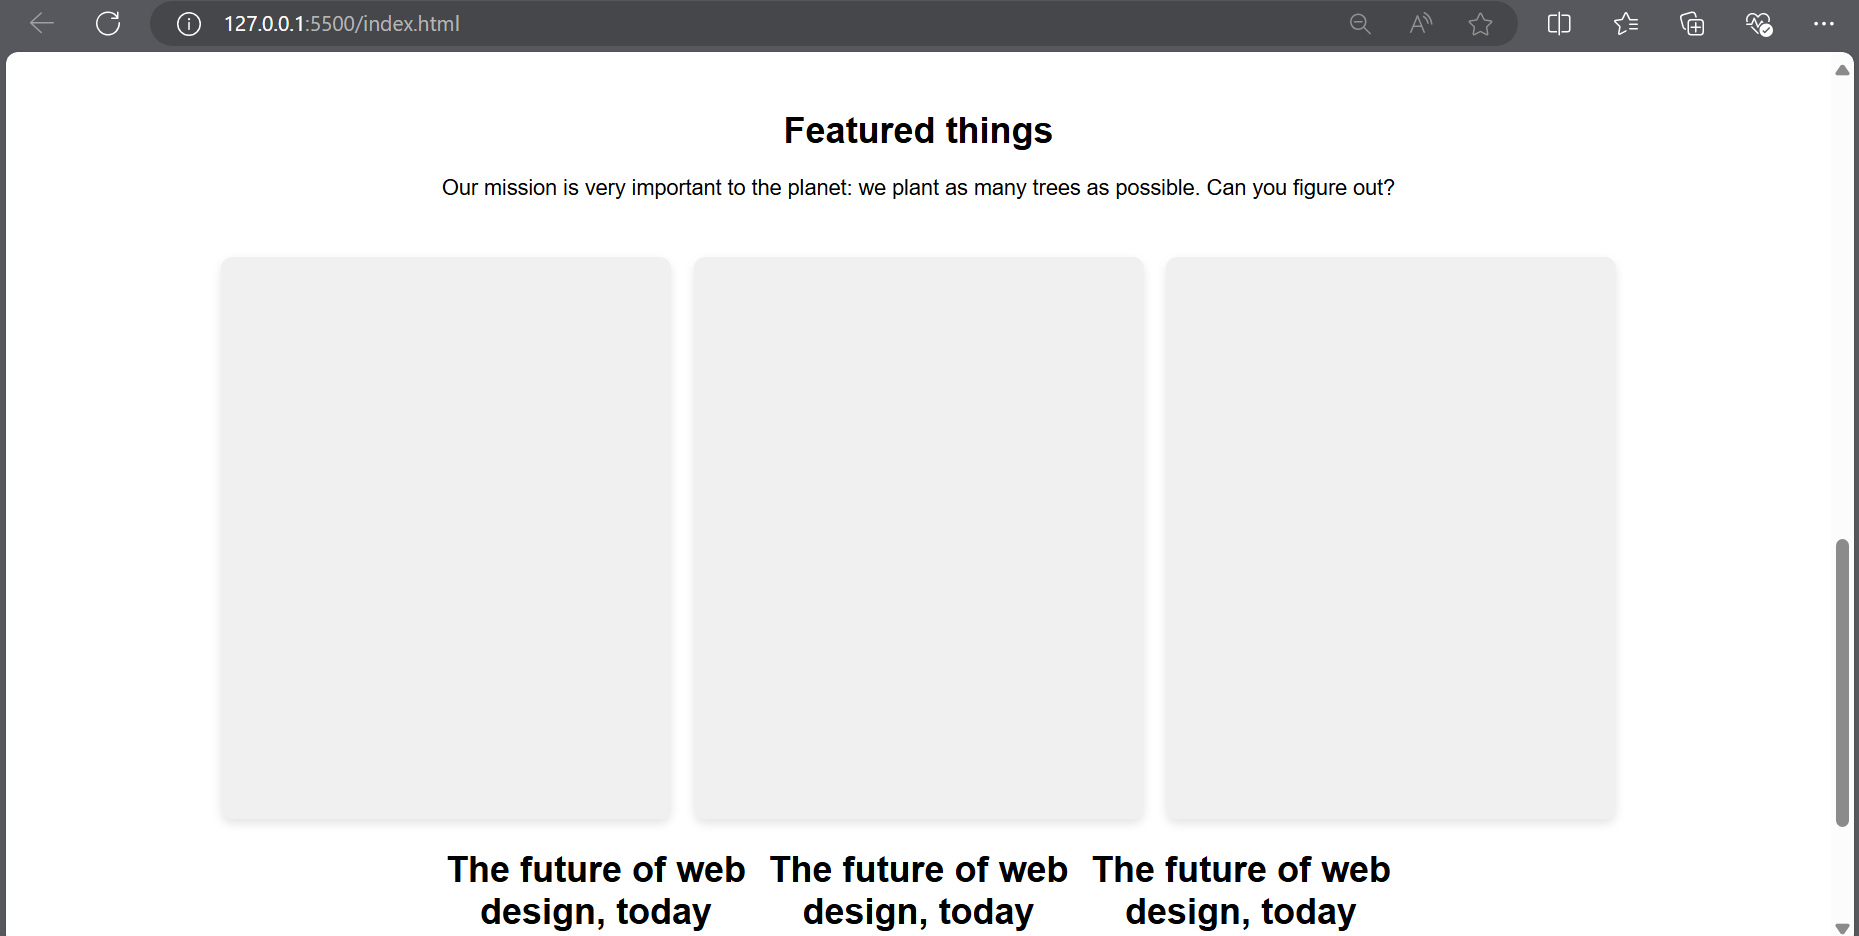 127.0.0.1:5500/index.html
Featured things
Our mission is very important to the planet: we plant as many trees as possible. Can you figure out?
The future of web
design, today
The future of web
design, today
The future of web
design, today